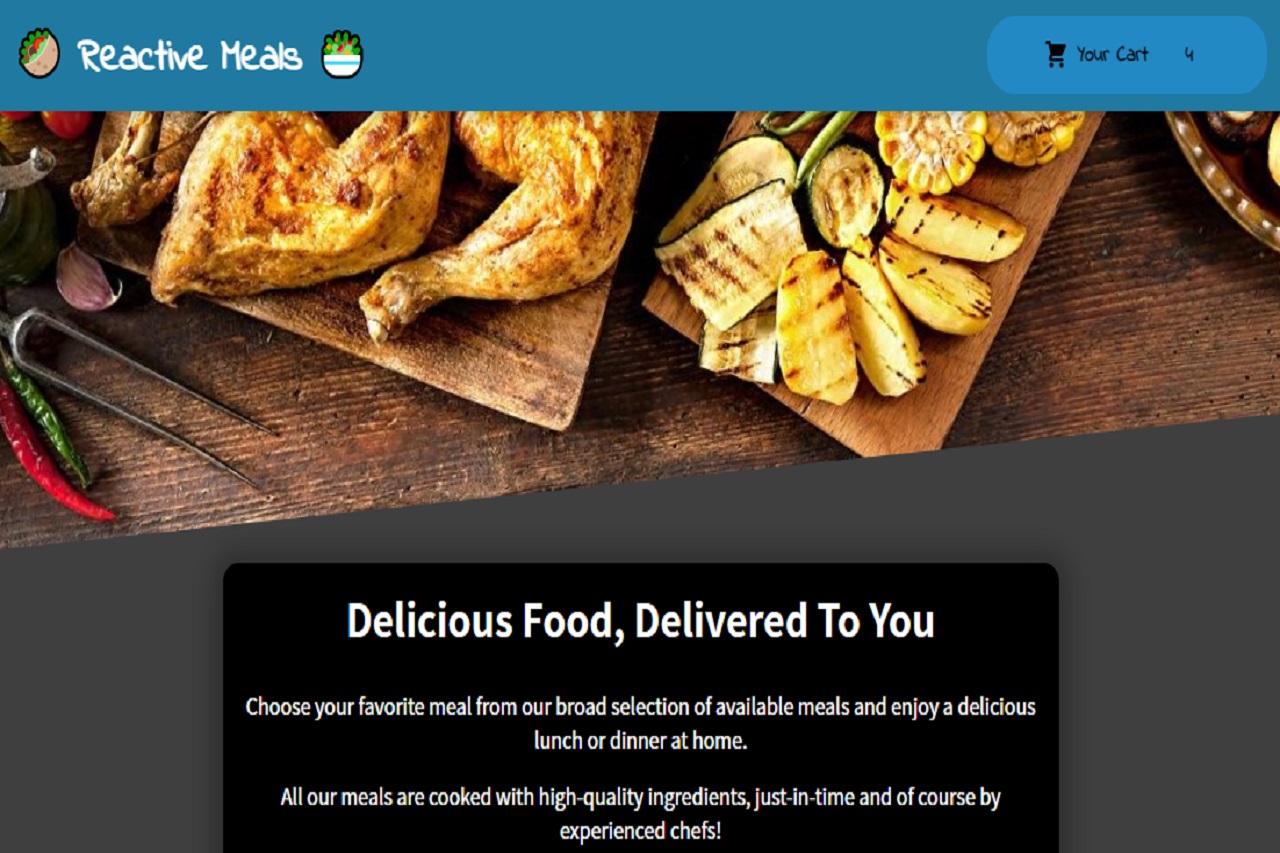 Reactive Meals
Your Cart 4
Delicious Food, Delivered To You
Choose your favorite meal from our broad selection of available meals and enjoy a delicious
lunch or dinner at home.
All our meals are cooked with high-quality ingredients, just-in-time and of course by
experienced chefs!